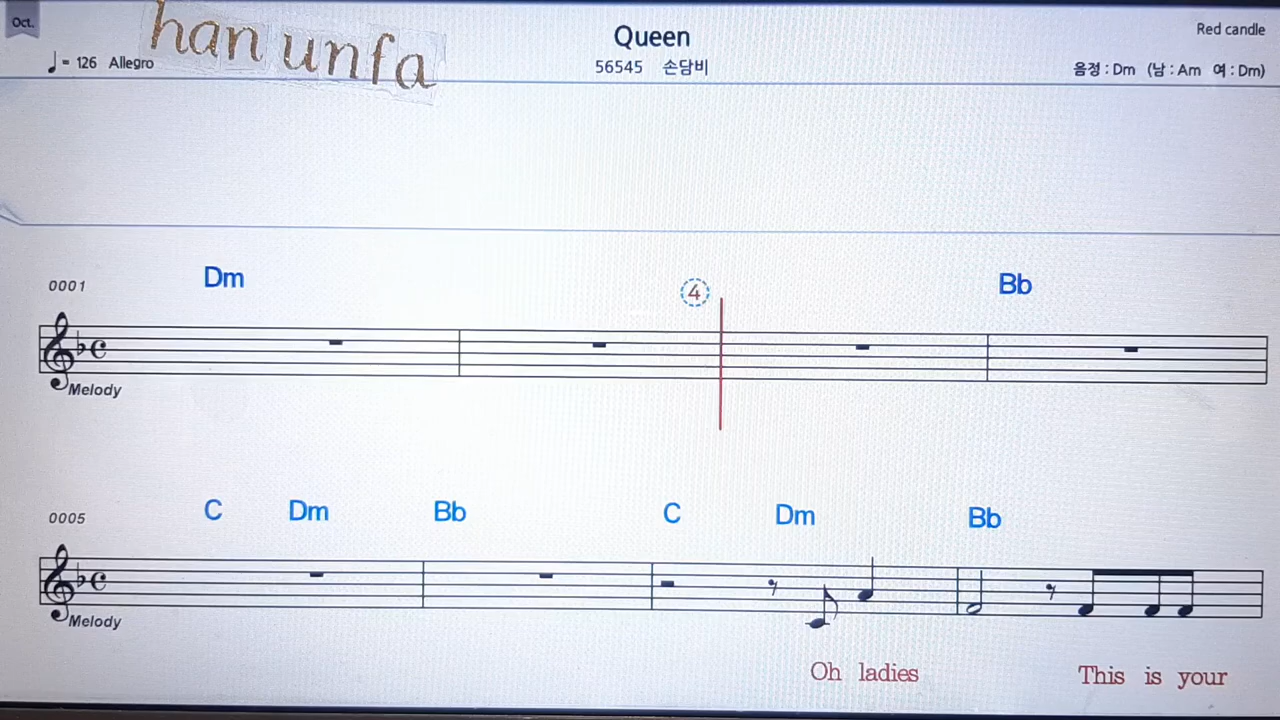 Oct.
han unfa
Queen
Red candle
♩= 126 Allegro
56545 손담비
음정 : Dm (남 : Am 여 : Dm)
0001
Dm
4
Bb
Melody
0005
C Dm Bb C Dm Bb
Melody
Oh ladies This is your